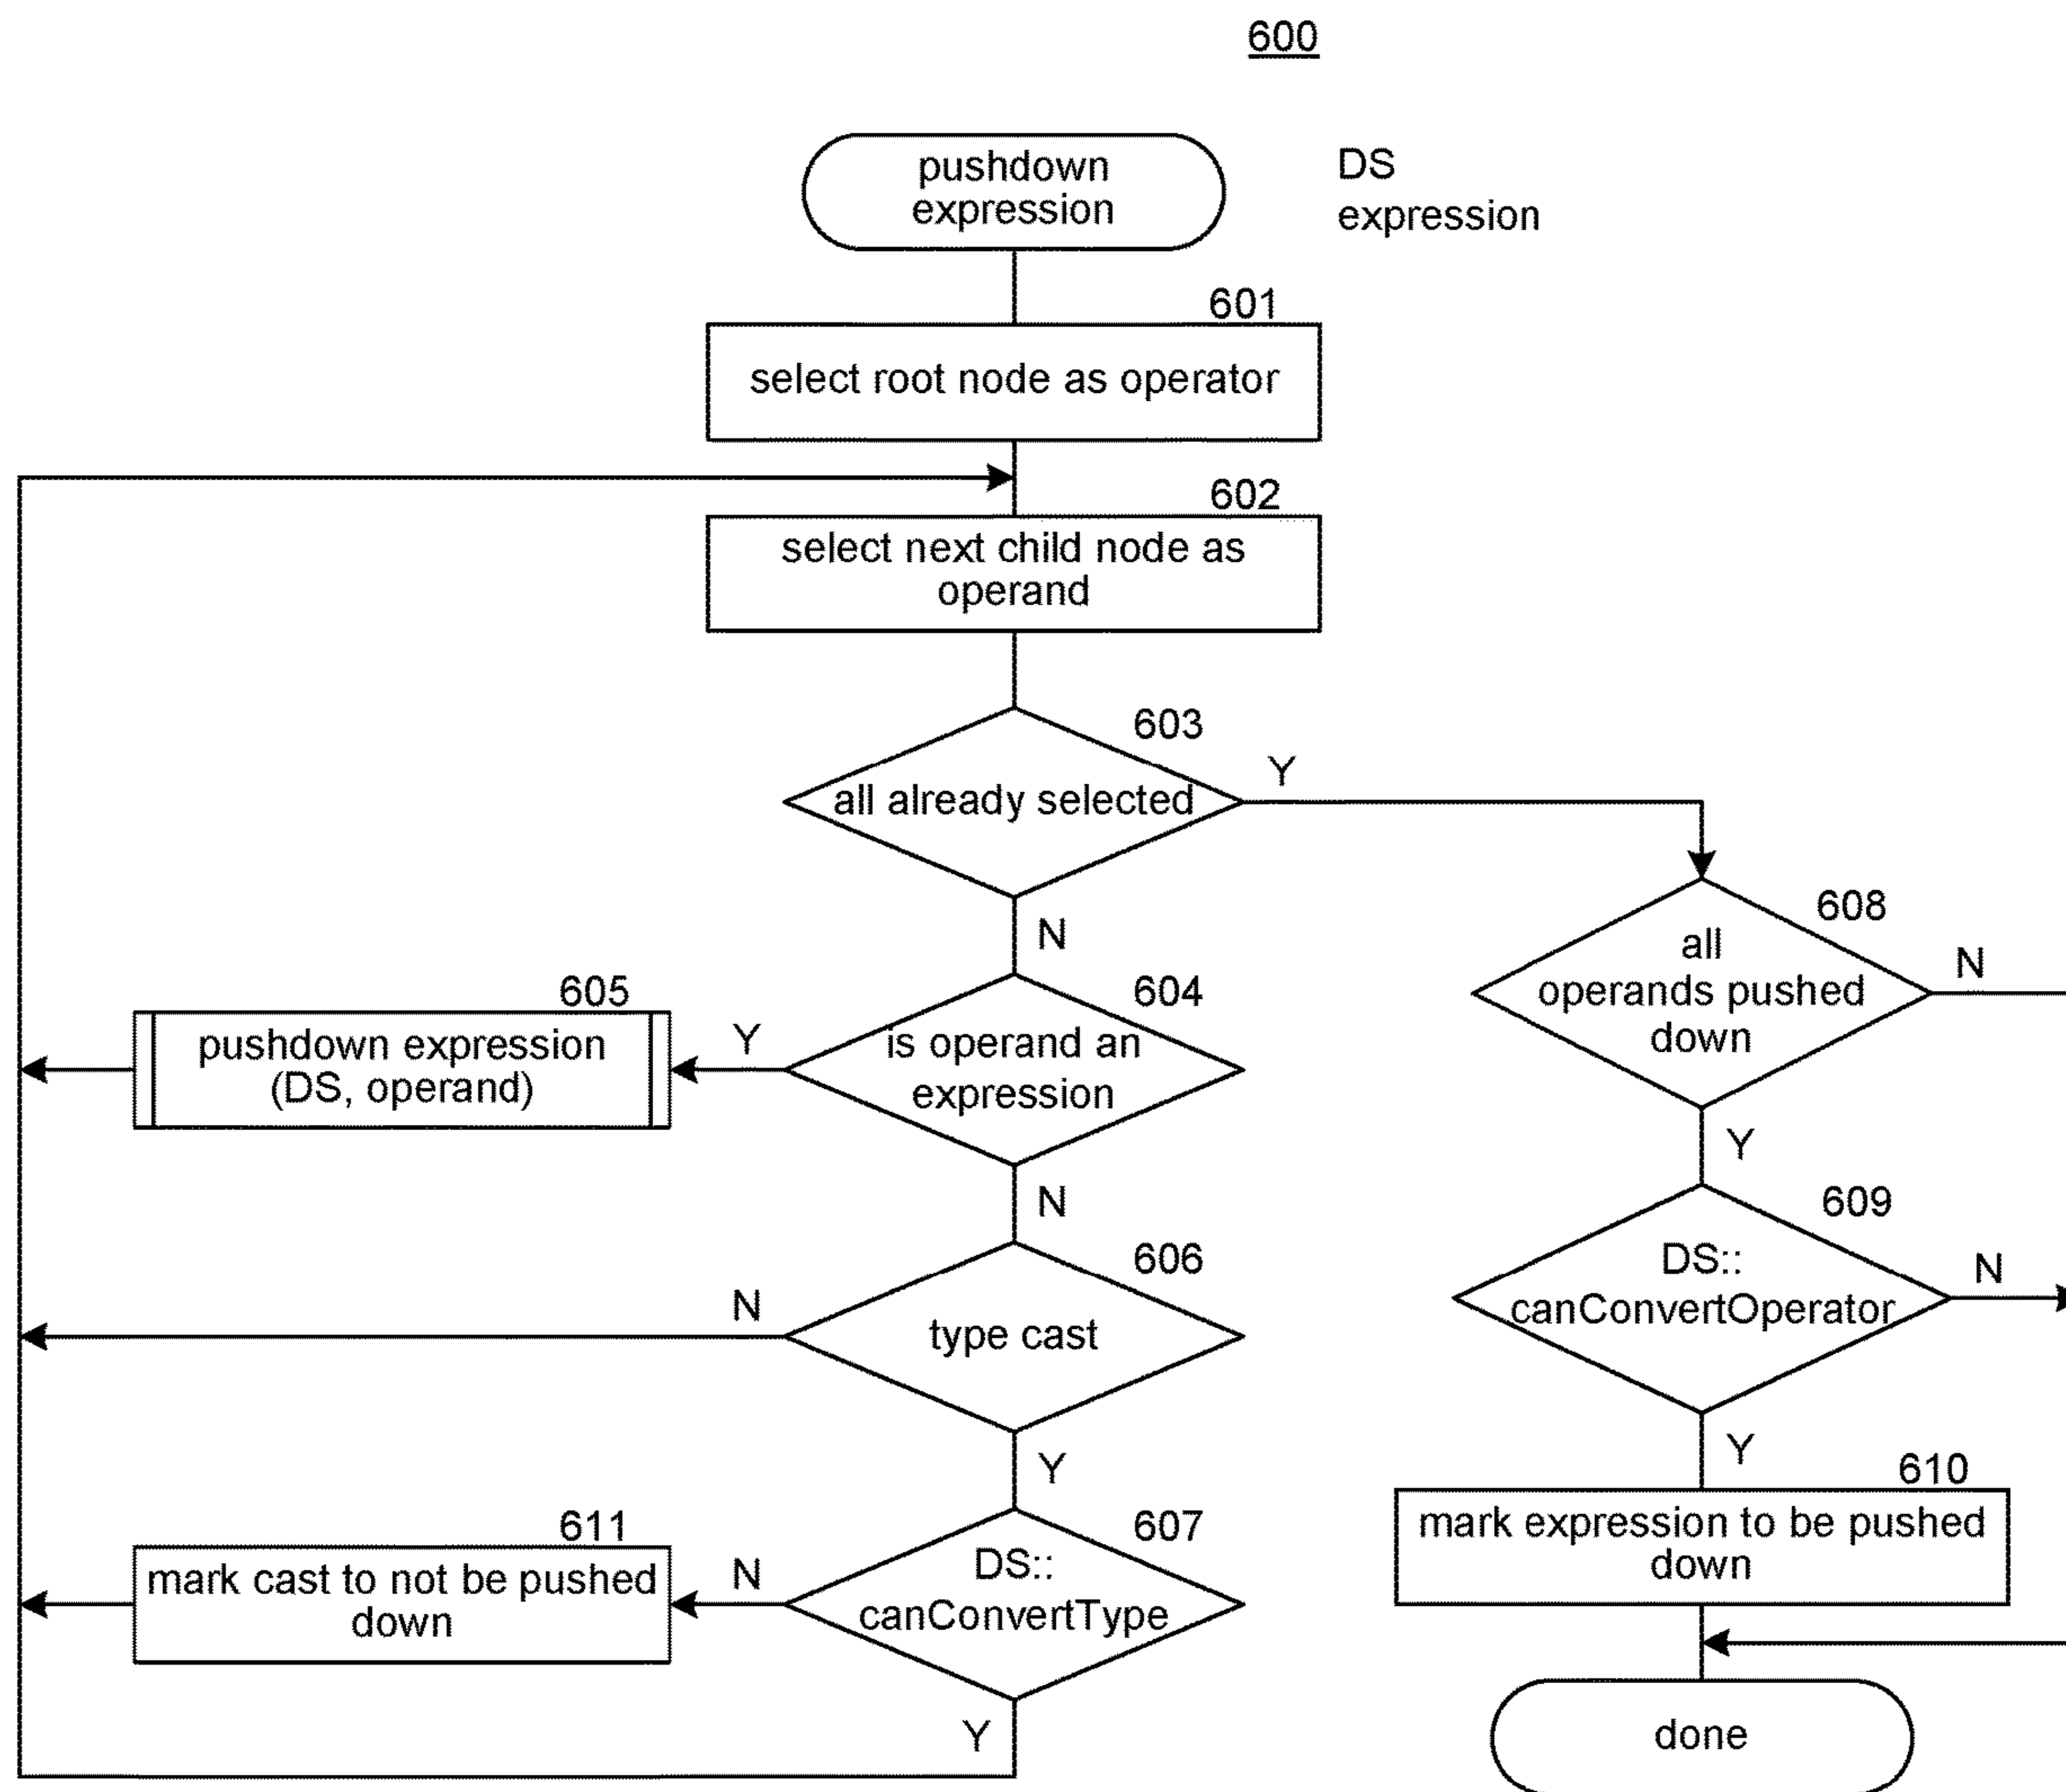 600
pushdown
expression
DS
expression
601
select root node as operator
602
select next child node as
operand
603
all already selected
Y
N
608
all
operands pushed
down
N
Y
604
is operand an
expression
Y
N
605
pushdown expression
(DS, operand)
606
type cast
N
Y
609
DS::
canConvertOperator
N
Y
607
DS::
canConvertType
N
Y
611
mark cast to not be pushed
down
610
mark expression to be pushed
down
done